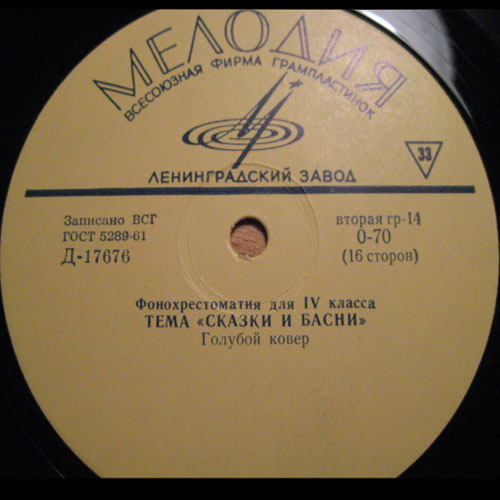 МЕЛОДИЯ
ВСЕСОЮЗНАЯ ФИРМА ГРАМПЛАСТИНОК
33
ЛЕНИНГРАДСКИЙ ЗАВОД
Записано ВСГ
ГОСТ 5289-61
Д-17676
вторая гр-14
0-70
(16 сторон)
Фонохрестоматия для IV класса
ТЕМА «СКАЗКИ И БАСНИ»
Голубой ковер